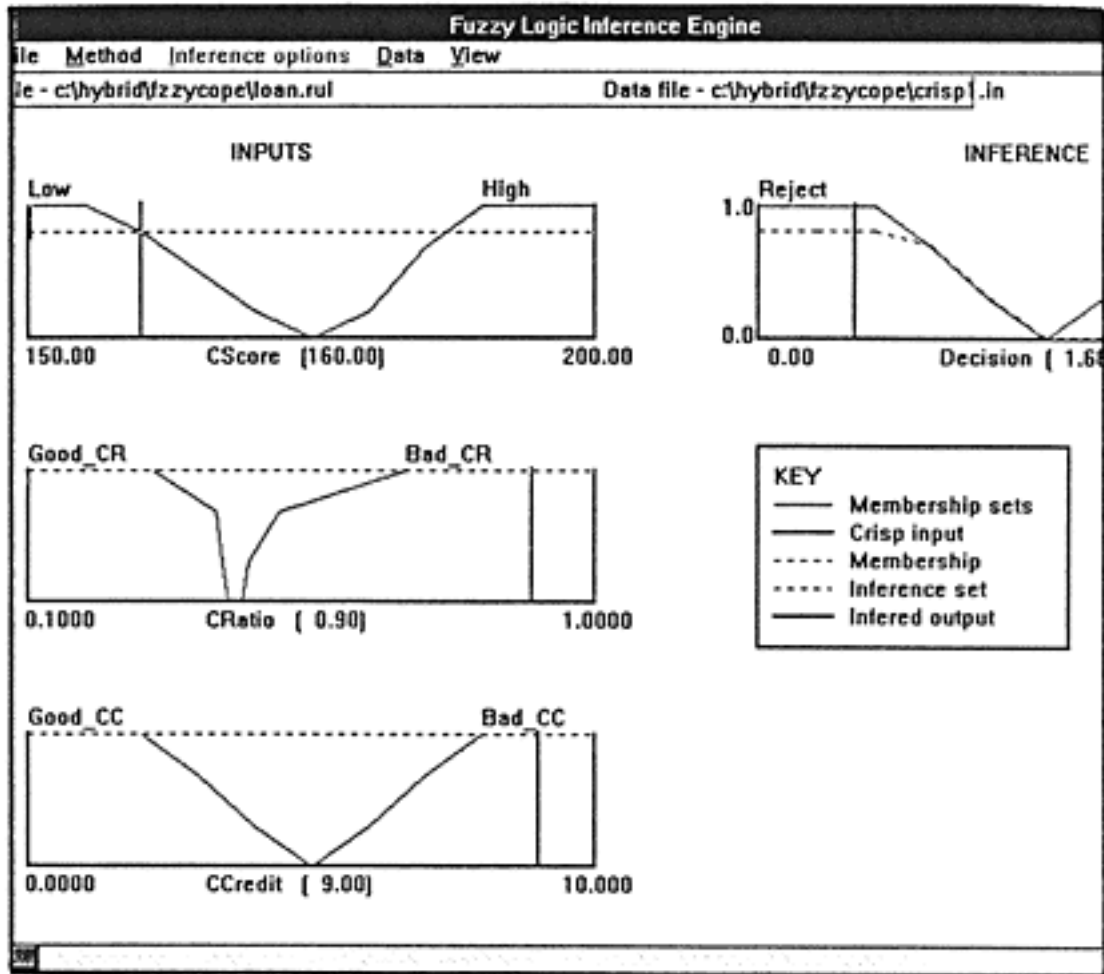 Fuzzy Logic Inference Engine
ile Method Inference options Data View
le - c:\hybrid\fzzycope\loan.rul Data file - c:\hybrid\fzzycope\crisp1.in
INPUTS INFERENCE
Low High Reject
1.0
0.0
150.00 CScore (160.00) 200.00 0.00 Decision ( 1.68
Good_CR Bad_CR
KEY
Membership sets
Crisp input
Membership
Inference set
Infered output
0.1000 CRatio ( 0.90) 1.0000
Good_CC Bad_CC
0.0000 CCredit ( 9.00) 10.000